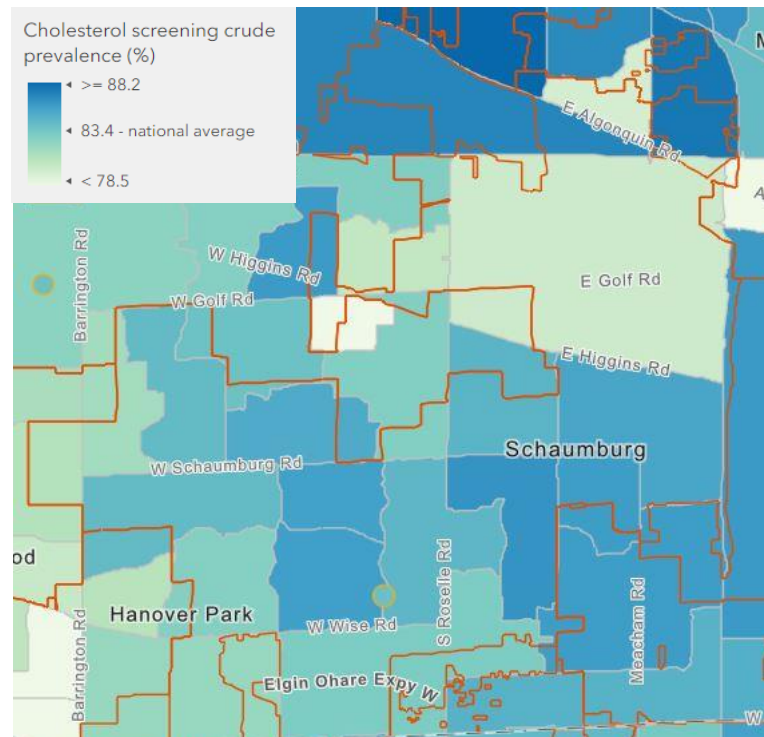 Cholesterol screening crude
prevalence (%)
>= 88.2
83.4 - national average
< 78.5
M
E Algonquin Rd
A
Barrington Rd
W Higgins Rd
W Golf Rd
E Golf Rd
E Higgins Rd
Schaumburg
W Schaumburg Rd
od
Hanover Park
S Roselle Rd
W Wise Rd
Meacham Rd
Barrington Rd
Elgin Ohare Expy W
W